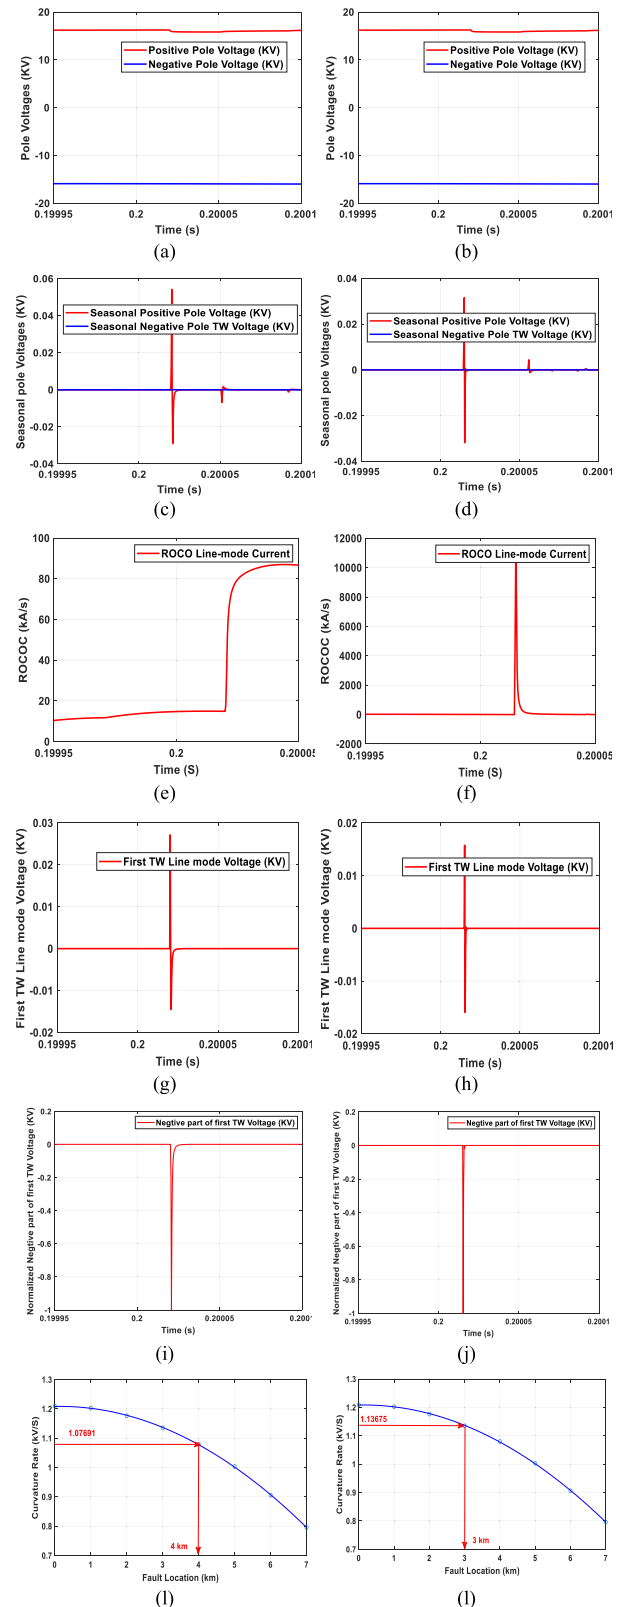 20
10
0
-10
-20
Pole Voltages (KV)
Positive Pole Voltage (KV)
Negative Pole Voltage (KV)
0.19995
0.2
0.20005
0.2001
Time (s)
(a)
20
10
0
-10
-20
Pole Voltages (KV)
Positive Pole Voltage (KV)
Negative Pole Voltage (KV)
0.19995
0.2
0.20005
0.2001
Time (s)
(b)
0.06
0.04
0.02
0
-0.02
-0.04
Seasonal pole Voltages (KV)
Seasonal Positive Pole Voltage (KV)
Seasonal Negative Pole TW Voltage (KV)
0.19995
0.2
0.20005
0.2001
Time (s)
(c)
0.04
0.02
0
-0.02
-0.04
Seasonal pole Voltages (KV)
Seasonal Positive Pole Voltage (KV)
Seasonal Negative Pole TW Voltage (KV)
0.19995
0.2
0.20005
0.2001
Time (s)
(d)
100
80
60
40
20
0
ROCOC (kA/s)
ROCO Line-mode Current
0.19995
0.2
0.20005
Time (S)
(e)
12000
10000
8000
6000
4000
2000
0
-2000
ROCOC (kA/s)
ROCO Line-mode Current
0.19995
0.2
0.20005
Time (S)
(f)
0.03
0.02
0.01
0
-0.01
-0.02
First TW Line mode Voltage (KV)
First TW Line mode Voltage (KV)
0.19995
0.2
0.20005
0.2001
Time (s)
(g)
0.02
0.01
0
-0.01
-0.02
First TW Line mode Voltage (KV)
First TW Line mode Voltage (KV)
0.19995
0.2
0.20005
0.2001
Time (s)
(h)
0.2
0
-0.2
-0.4
-0.6
-0.8
-1
Normalized Negtive part of first TW Voltage (KV)
Negtive part of first TW Voltage (KV)
0.19995
0.2
0.20005
0.2001
Time (s)
(i)
0.2
0
-0.2
-0.4
-0.6
-0.8
-1
Normalized Negtive part of first TW Voltage (KV)
Negtive part of first TW Voltage (KV)
0.19995
0.2
0.20005
0.2001
Time (s)
(j)
1.3
1.2
1.1
1
0.9
0.8
0.7
Curvature Rate (kV/S)
1.07691
4 km
0 1 2 3 4 5 6 7
Fault Location (km)
(l)
1.3
1.2
1.1
1
0.9
0.8
0.7
Curvature Rate (kV/S)
1.13675
3 km
0 1 2 3 4 5 6 7
Fault Location (km)
(l)